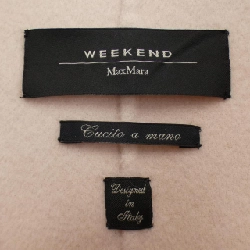 WEEKEND
MaxMara
Cucito a mano
Designed
in
Italy